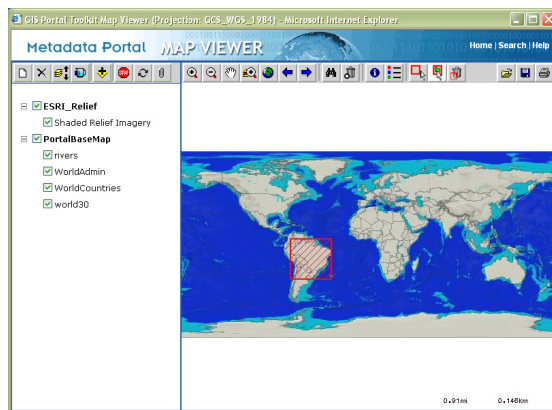 GIS Portal Toolkit Map Viewer (Projection: GCS_WGS_1984) - Microsoft Internet Explorer
Metadata Portal MAP VIEWER
Home | Search | Help
STOP
ESRI_Relief
Shaded Relief Imagery
PortalBaseMap
rivers
WorldAdmin
WorldCountries
world30
0.91mi 0.146km